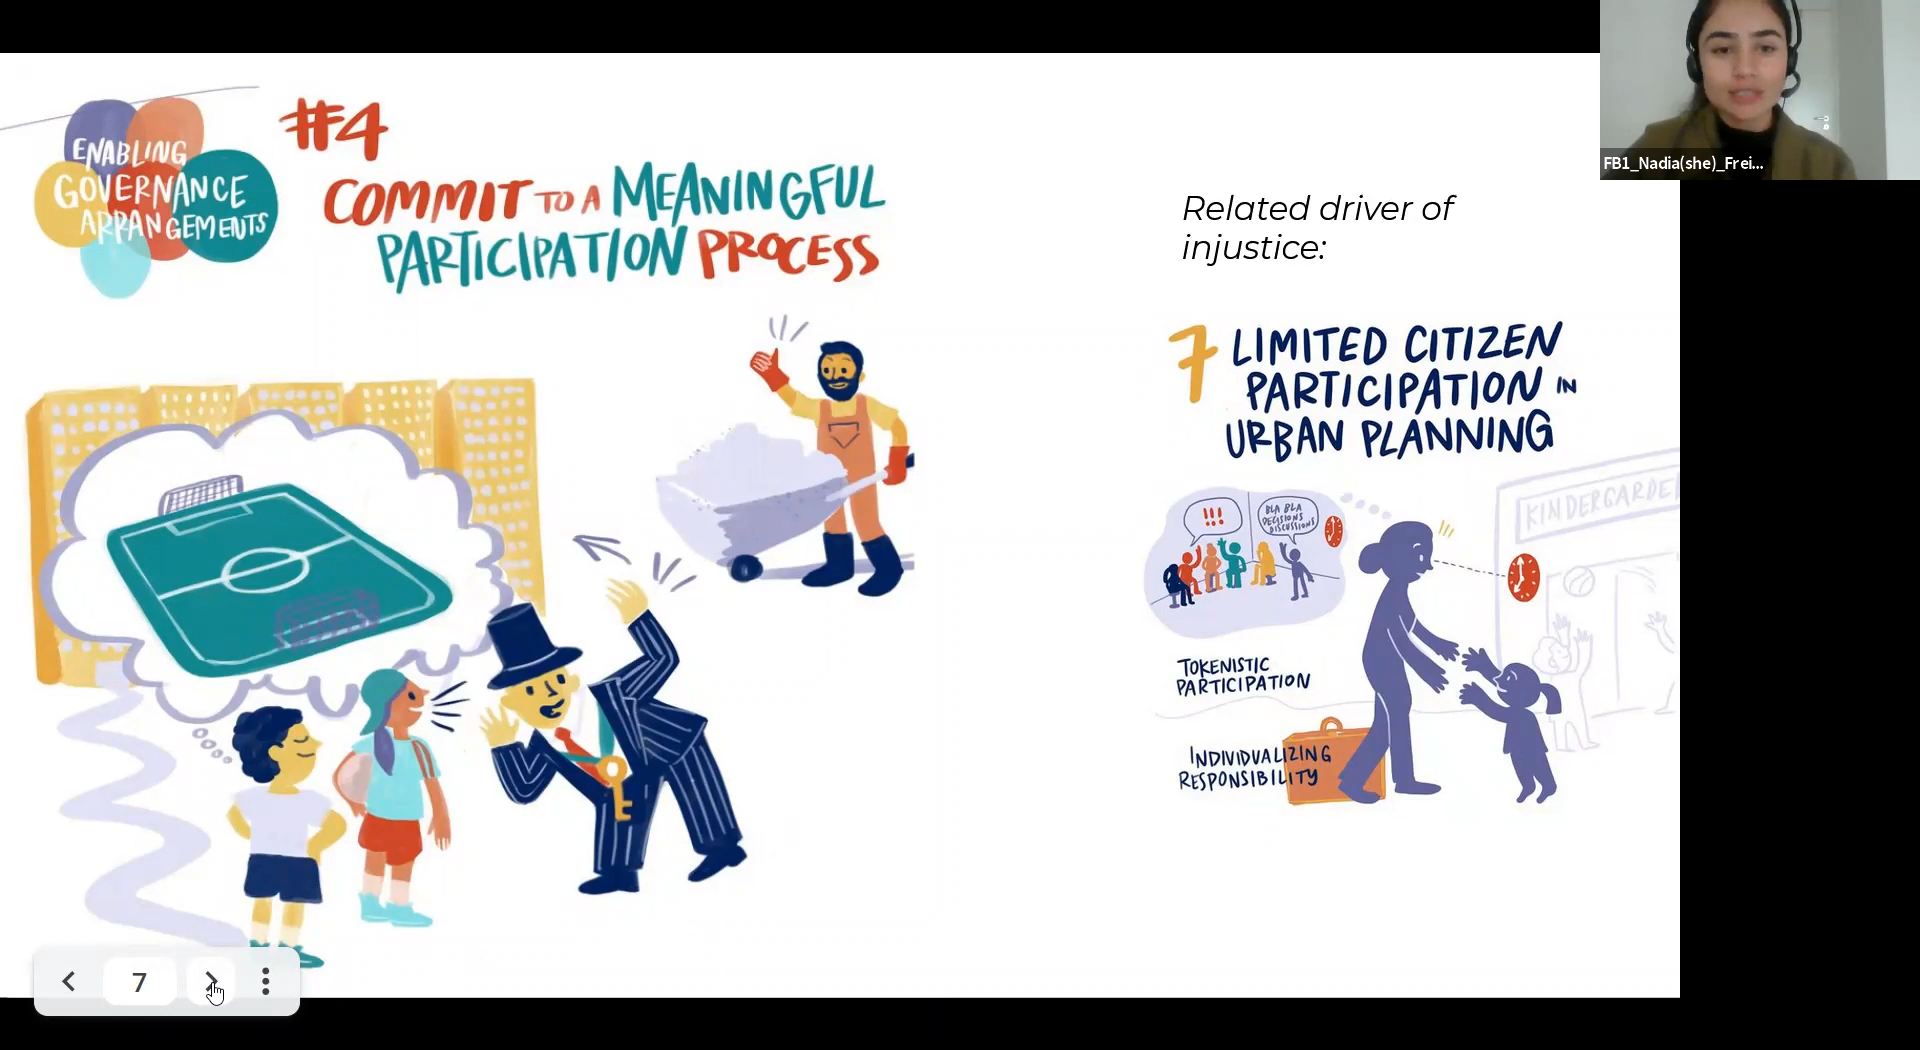 ENABLING
GOVERNANCE
ARRANGEMENTS
#4
COMMIT TO A MEANINGFUL
PARTICIPATION PROCESS
Related driver of
injustice:
7 LIMITED CITIZEN
PARTICIPATION IN
URBAN PLANNING
!!!
BLA BLA
DECISIONS
DISCUSSIONS
KINDERGARDE
TOKENISTIC
PARTICIPATION
INDIVIDUALIZING
RESPONSIBILITY
7
FB1_Nadia(she)_Frei...